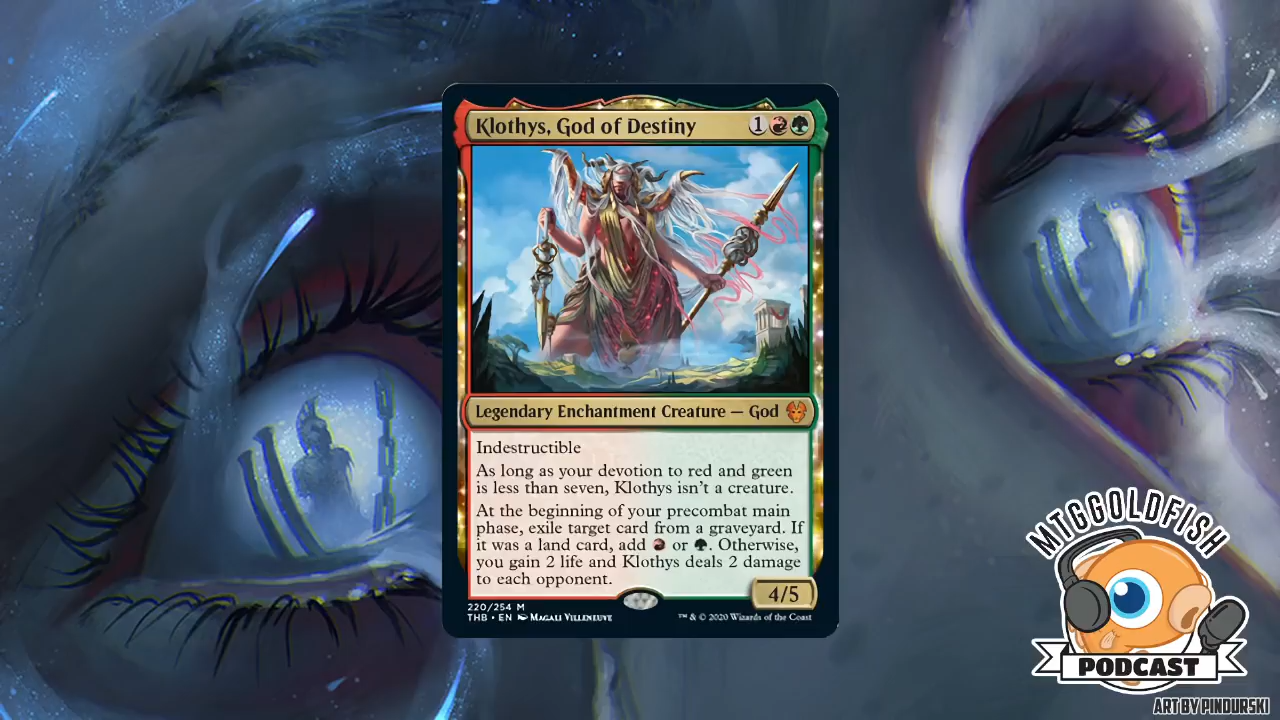 Klothys, God of Destiny 1
Legendary Enchantment Creature — God
Indestructible
As long as your devotion to red and green
is less than seven, Klothys isn't a creature.
At the beginning of your precombat main
phase, exile target card from a graveyard. If
it was a land card, add or . Otherwise,
you gain 2 life and Klothys deals 2 damage
to each opponent.
4/5
220/254 M
THB • EN Magali Villeneuve
™ & © 2020 Wizards of the Coast
MTGGOLDFISH
PODCAST
ART BY PINDURSKI